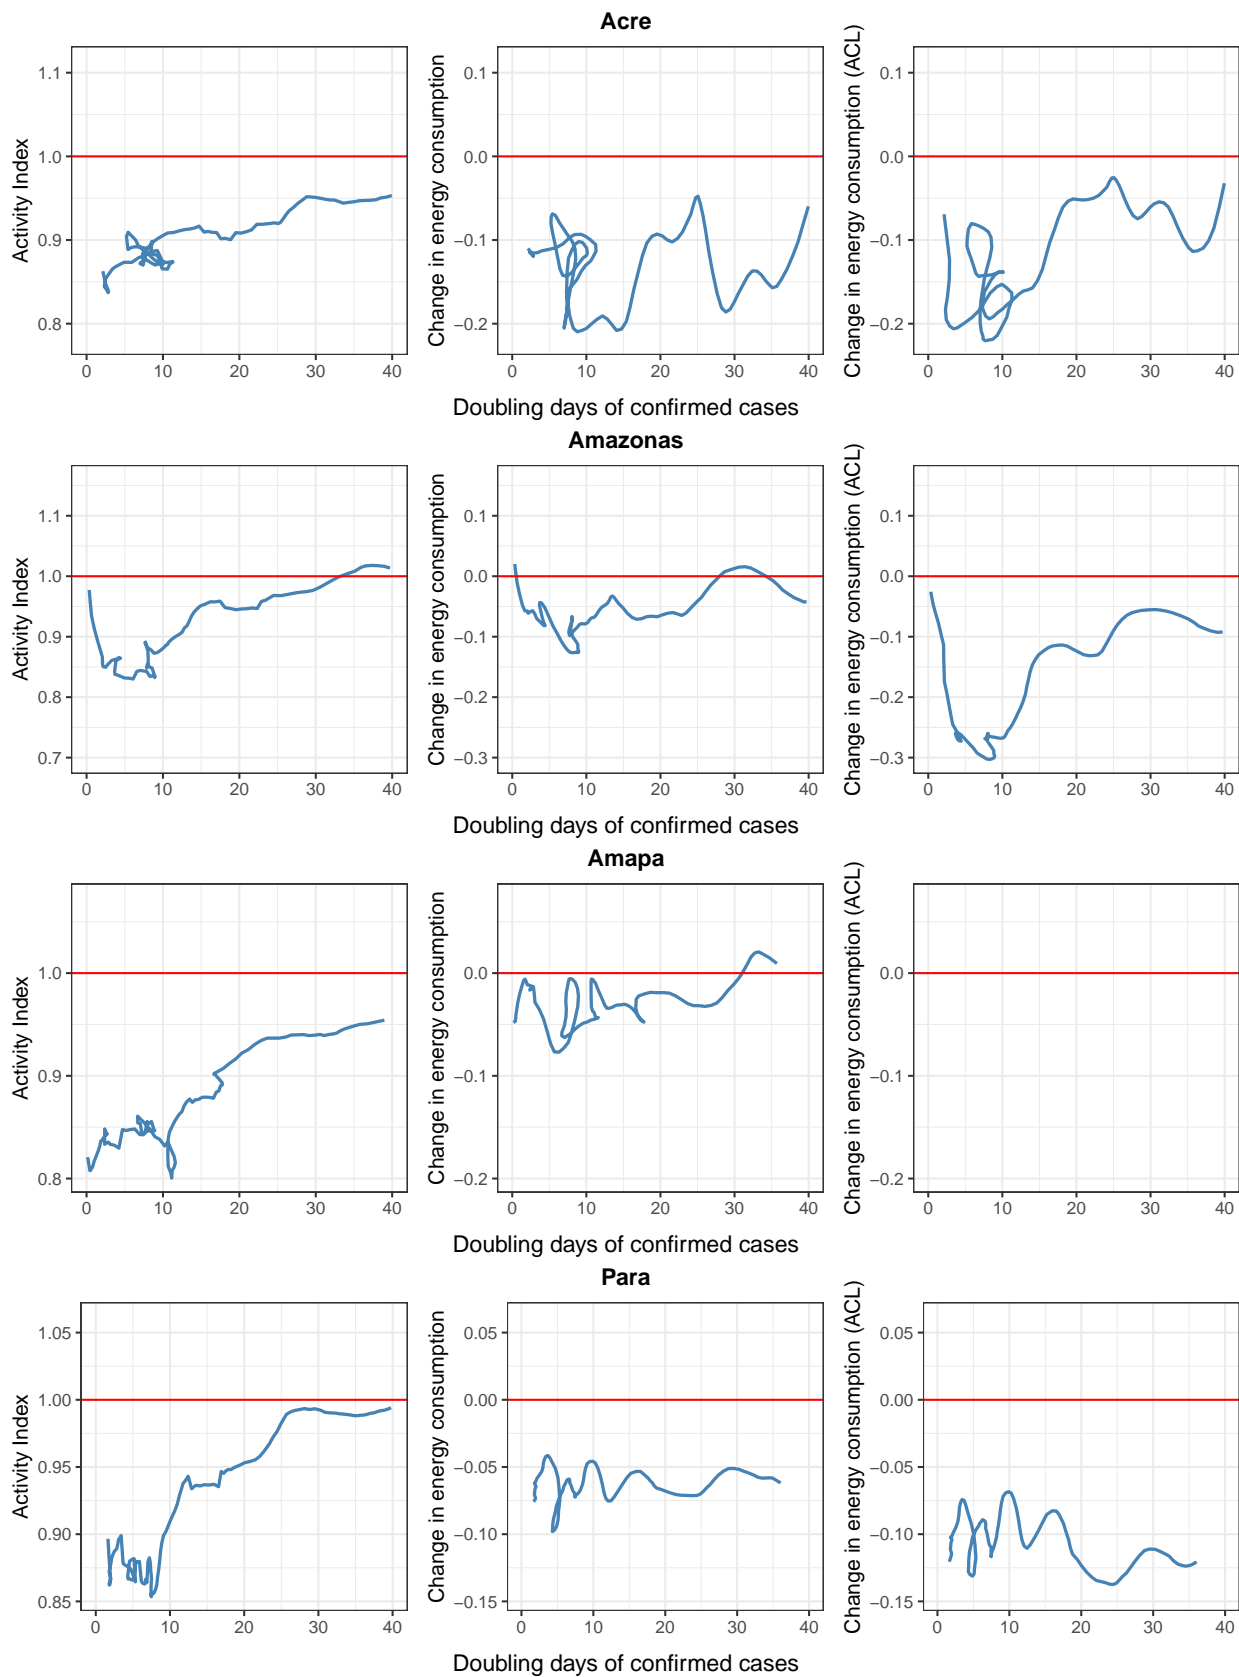 Acre
Activity Index
1.1
1.0
0.9
0.8
0 10 20 30 40
Change in energy consumption
0.1
0.0
−0.1
−0.2
0 10 20 30 40
Change in energy consumption (ACL)
0.1
0.0
−0.1
−0.2
0 10 20 30 40
Doubling days of confirmed cases
Amazonas
Activity Index
1.1
1.0
0.9
0.8
0.7
0 10 20 30 40
Change in energy consumption
0.1
0.0
−0.1
−0.2
−0.3
0 10 20 30 40
Change in energy consumption (ACL)
0.1
0.0
−0.1
−0.2
−0.3
0 10 20 30 40
Doubling days of confirmed cases
Amapa
Activity Index
1.0
0.9
0.8
0 10 20 30 40
Change in energy consumption
0.0
−0.1
−0.2
0 10 20 30 40
Change in energy consumption (ACL)
0.0
−0.1
−0.2
0 10 20 30 40
Doubling days of confirmed cases
Para
Activity Index
1.05
1.00
0.95
0.90
0.85
0 10 20 30 40
Change in energy consumption
0.05
0.00
−0.05
−0.10
−0.15
0 10 20 30 40
Change in energy consumption (ACL)
0.05
0.00
−0.05
−0.10
−0.15
0 10 20 30 40
Doubling days of confirmed cases